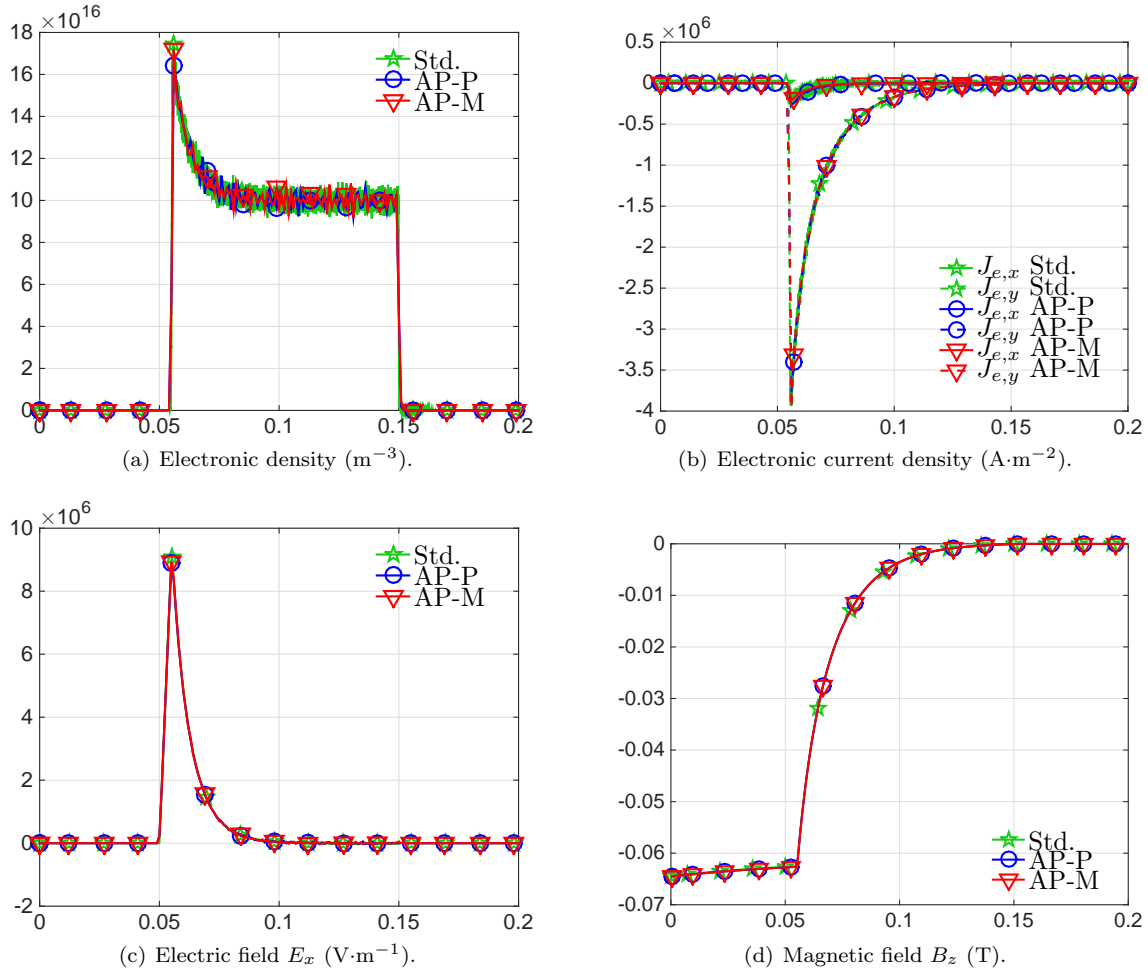 ×10^16
18
16
14
12
10
8
6
4
2
0
0 0.05 0.1 0.15 0.2
Std.
AP-P
AP-M
(a) Electronic density (m⁻³).
×10^6
0.5
0
-0.5
-1
-1.5
-2
-2.5
-3
-3.5
-4
0 0.05 0.1 0.15 0.2
J_{e,x} Std.
J_{e,y} Std.
J_{e,x} AP-P
J_{e,y} AP-P
J_{e,x} AP-M
J_{e,y} AP-M
(b) Electronic current density (A·m⁻²).
×10^6
10
8
6
4
2
0
-2
0 0.05 0.1 0.15 0.2
Std.
AP-P
AP-M
(c) Electric field E_x (V·m⁻¹).
0
-0.01
-0.02
-0.03
-0.04
-0.05
-0.06
-0.07
0 0.05 0.1 0.15 0.2
Std.
AP-P
AP-M
(d) Magnetic field B_z (T).